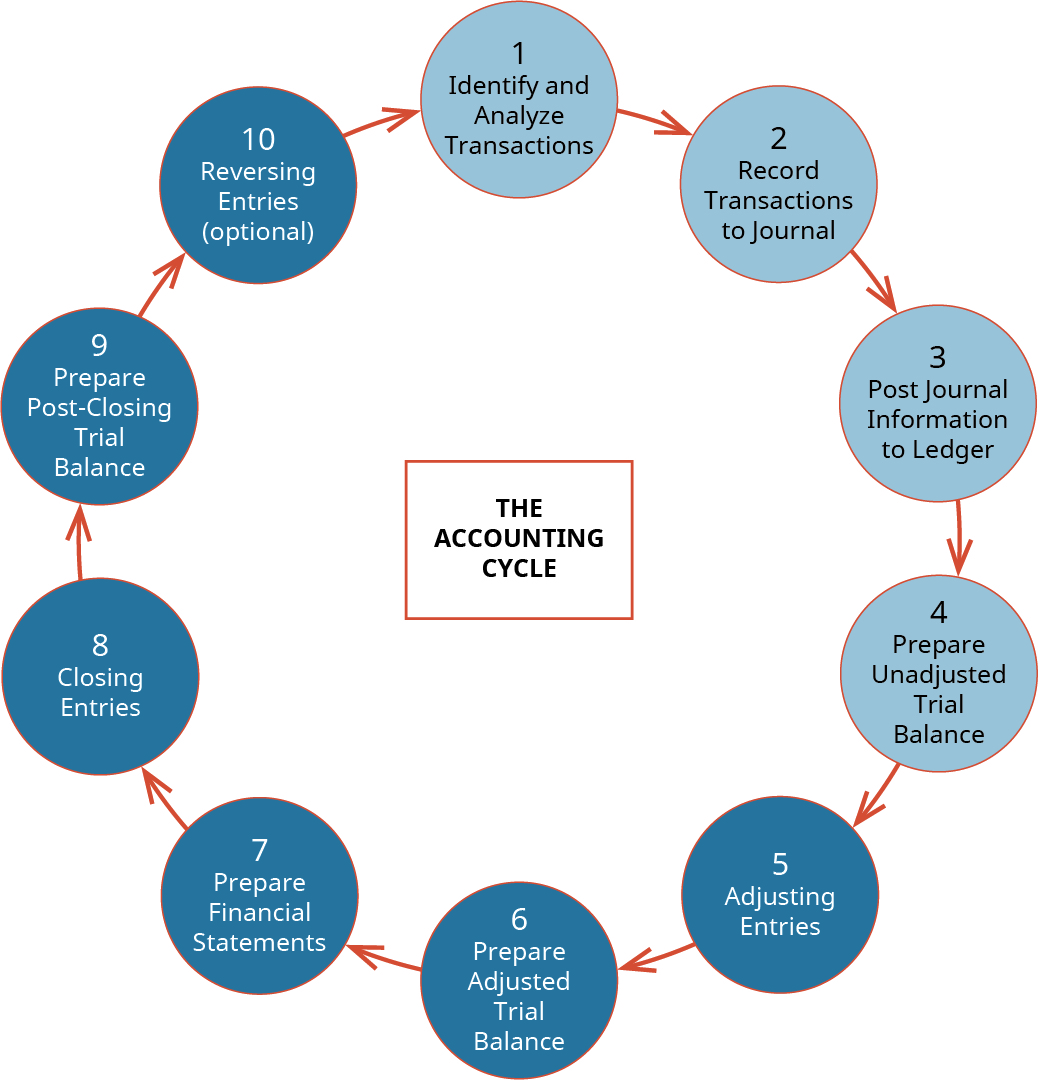 1
Identify and
Analyze
Transactions
2
Record
Transactions
to Journal
3
Post Journal
Information
to Ledger
4
Prepare
Unadjusted
Trial
Balance
5
Adjusting
Entries
6
Prepare
Adjusted
Trial
Balance
7
Prepare
Financial
Statements
8
Closing
Entries
9
Prepare
Post-Closing
Trial
Balance
10
Reversing
Entries
(optional)
THE
ACCOUNTING
CYCLE